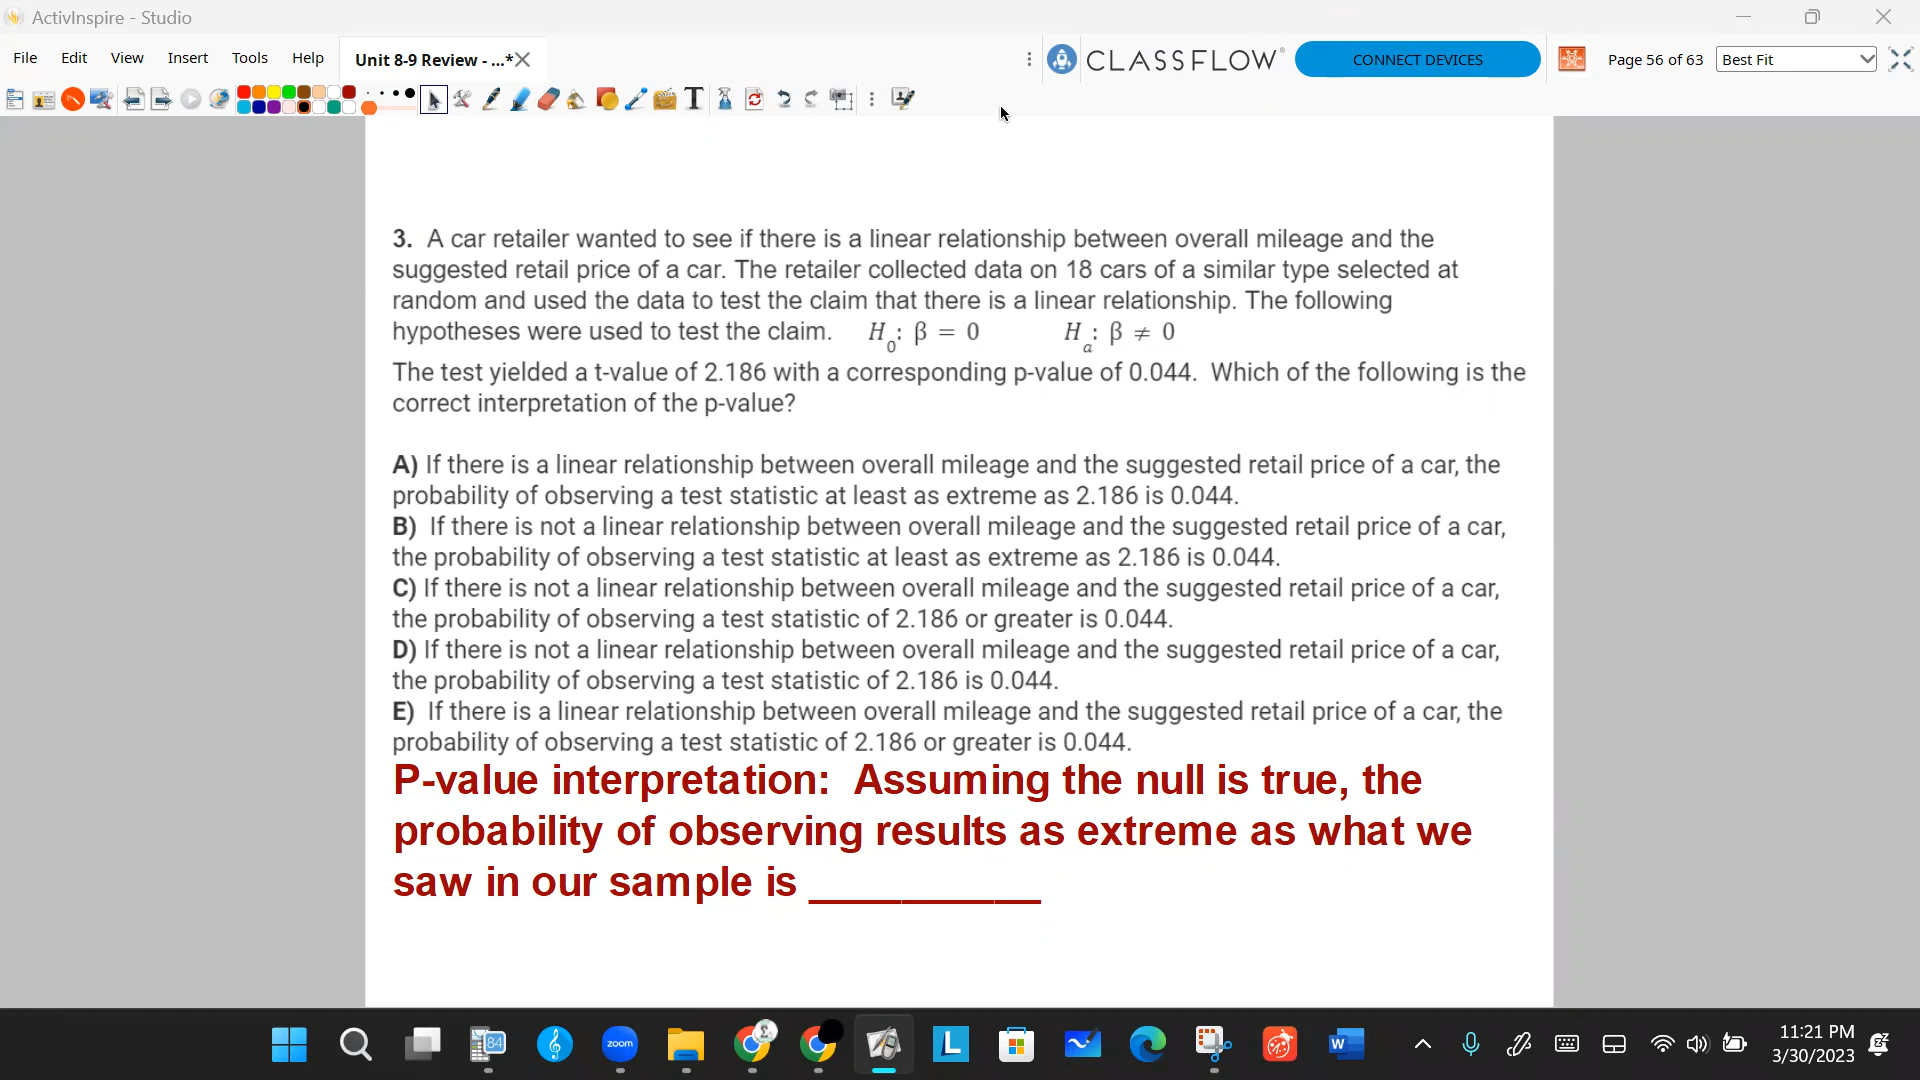 ActivInspire - Studio
File Edit View Insert Tools Help Unit 8-9 Review - ...* CLASSFLOW CONNECT DEVICES Page 56 of 63 Best Fit
3. A car retailer wanted to see if there is a linear relationship between overall mileage and the
suggested retail price of a car. The retailer collected data on 18 cars of a similar type selected at
random and used the data to test the claim that there is a linear relationship. The following
hypotheses were used to test the claim. H₀: β = 0 Hₐ: β ≠ 0
The test yielded a t-value of 2.186 with a corresponding p-value of 0.044. Which of the following is the
correct interpretation of the p-value?
A) If there is a linear relationship between overall mileage and the suggested retail price of a car, the
probability of observing a test statistic at least as extreme as 2.186 is 0.044.
B) If there is not a linear relationship between overall mileage and the suggested retail price of a car,
the probability of observing a test statistic at least as extreme as 2.186 is 0.044.
C) If there is not a linear relationship between overall mileage and the suggested retail price of a car,
the probability of observing a test statistic of 2.186 or greater is 0.044.
D) If there is not a linear relationship between overall mileage and the suggested retail price of a car,
the probability of observing a test statistic of 2.186 is 0.044.
E) If there is a linear relationship between overall mileage and the suggested retail price of a car, the
probability of observing a test statistic of 2.186 or greater is 0.044.
P-value interpretation: Assuming the null is true, the
probability of observing results as extreme as what we
saw in our sample is __________
84 zoom L W 11:21 PM
3/30/2023